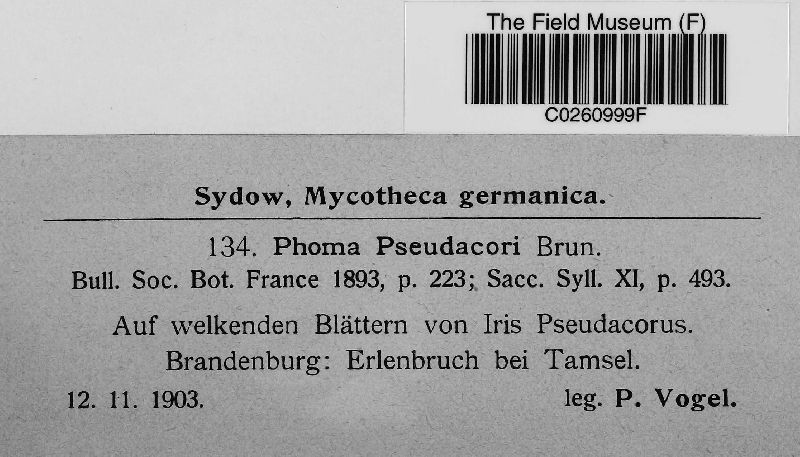 The Field Museum (F)
C0260999F
Sydow, Mycotheca germanica.
134. Phoma Pseudacori Brun.
Bull. Soc. Bot. France 1893, p. 223; Sacc. Syll. XI, p. 493.
Auf welkenden Blättern von Iris Pseudacorus.
Brandenburg: Erlenbruch bei Tamsel.
12. 11. 1903. leg. P. Vogel.